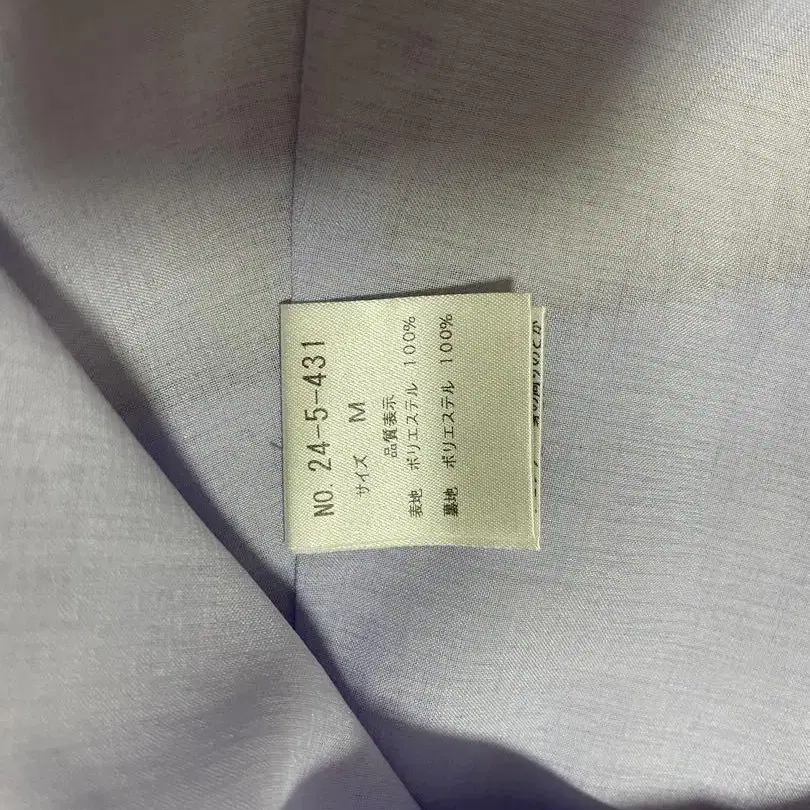 NO. 24-5-431
サイズ M
品質表示
表地 ポリエステル 100%
裏地 ポリエステル 100%